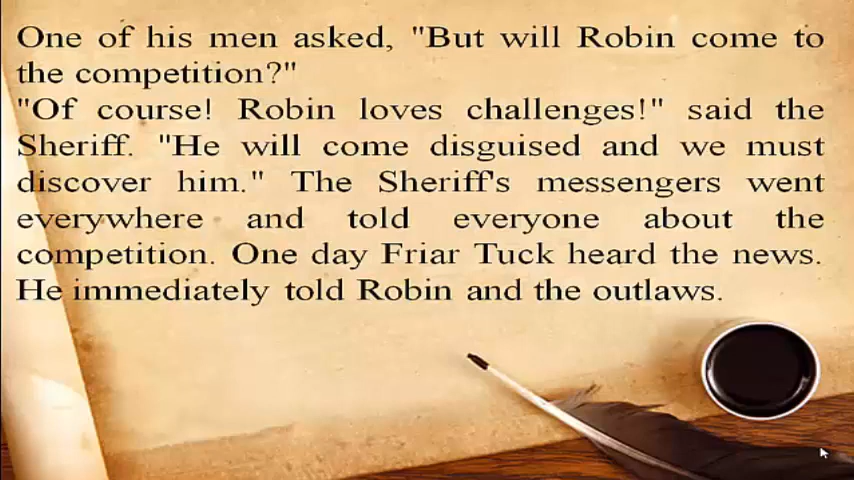 One of his men asked, "But will Robin come to
the competition?"
"Of course! Robin loves challenges!" said the
Sheriff. "He will come disguised and we must
discover him." The Sheriff's messengers went
everywhere and told everyone about the
competition. One day Friar Tuck heard the news.
He immediately told Robin and the outlaws.